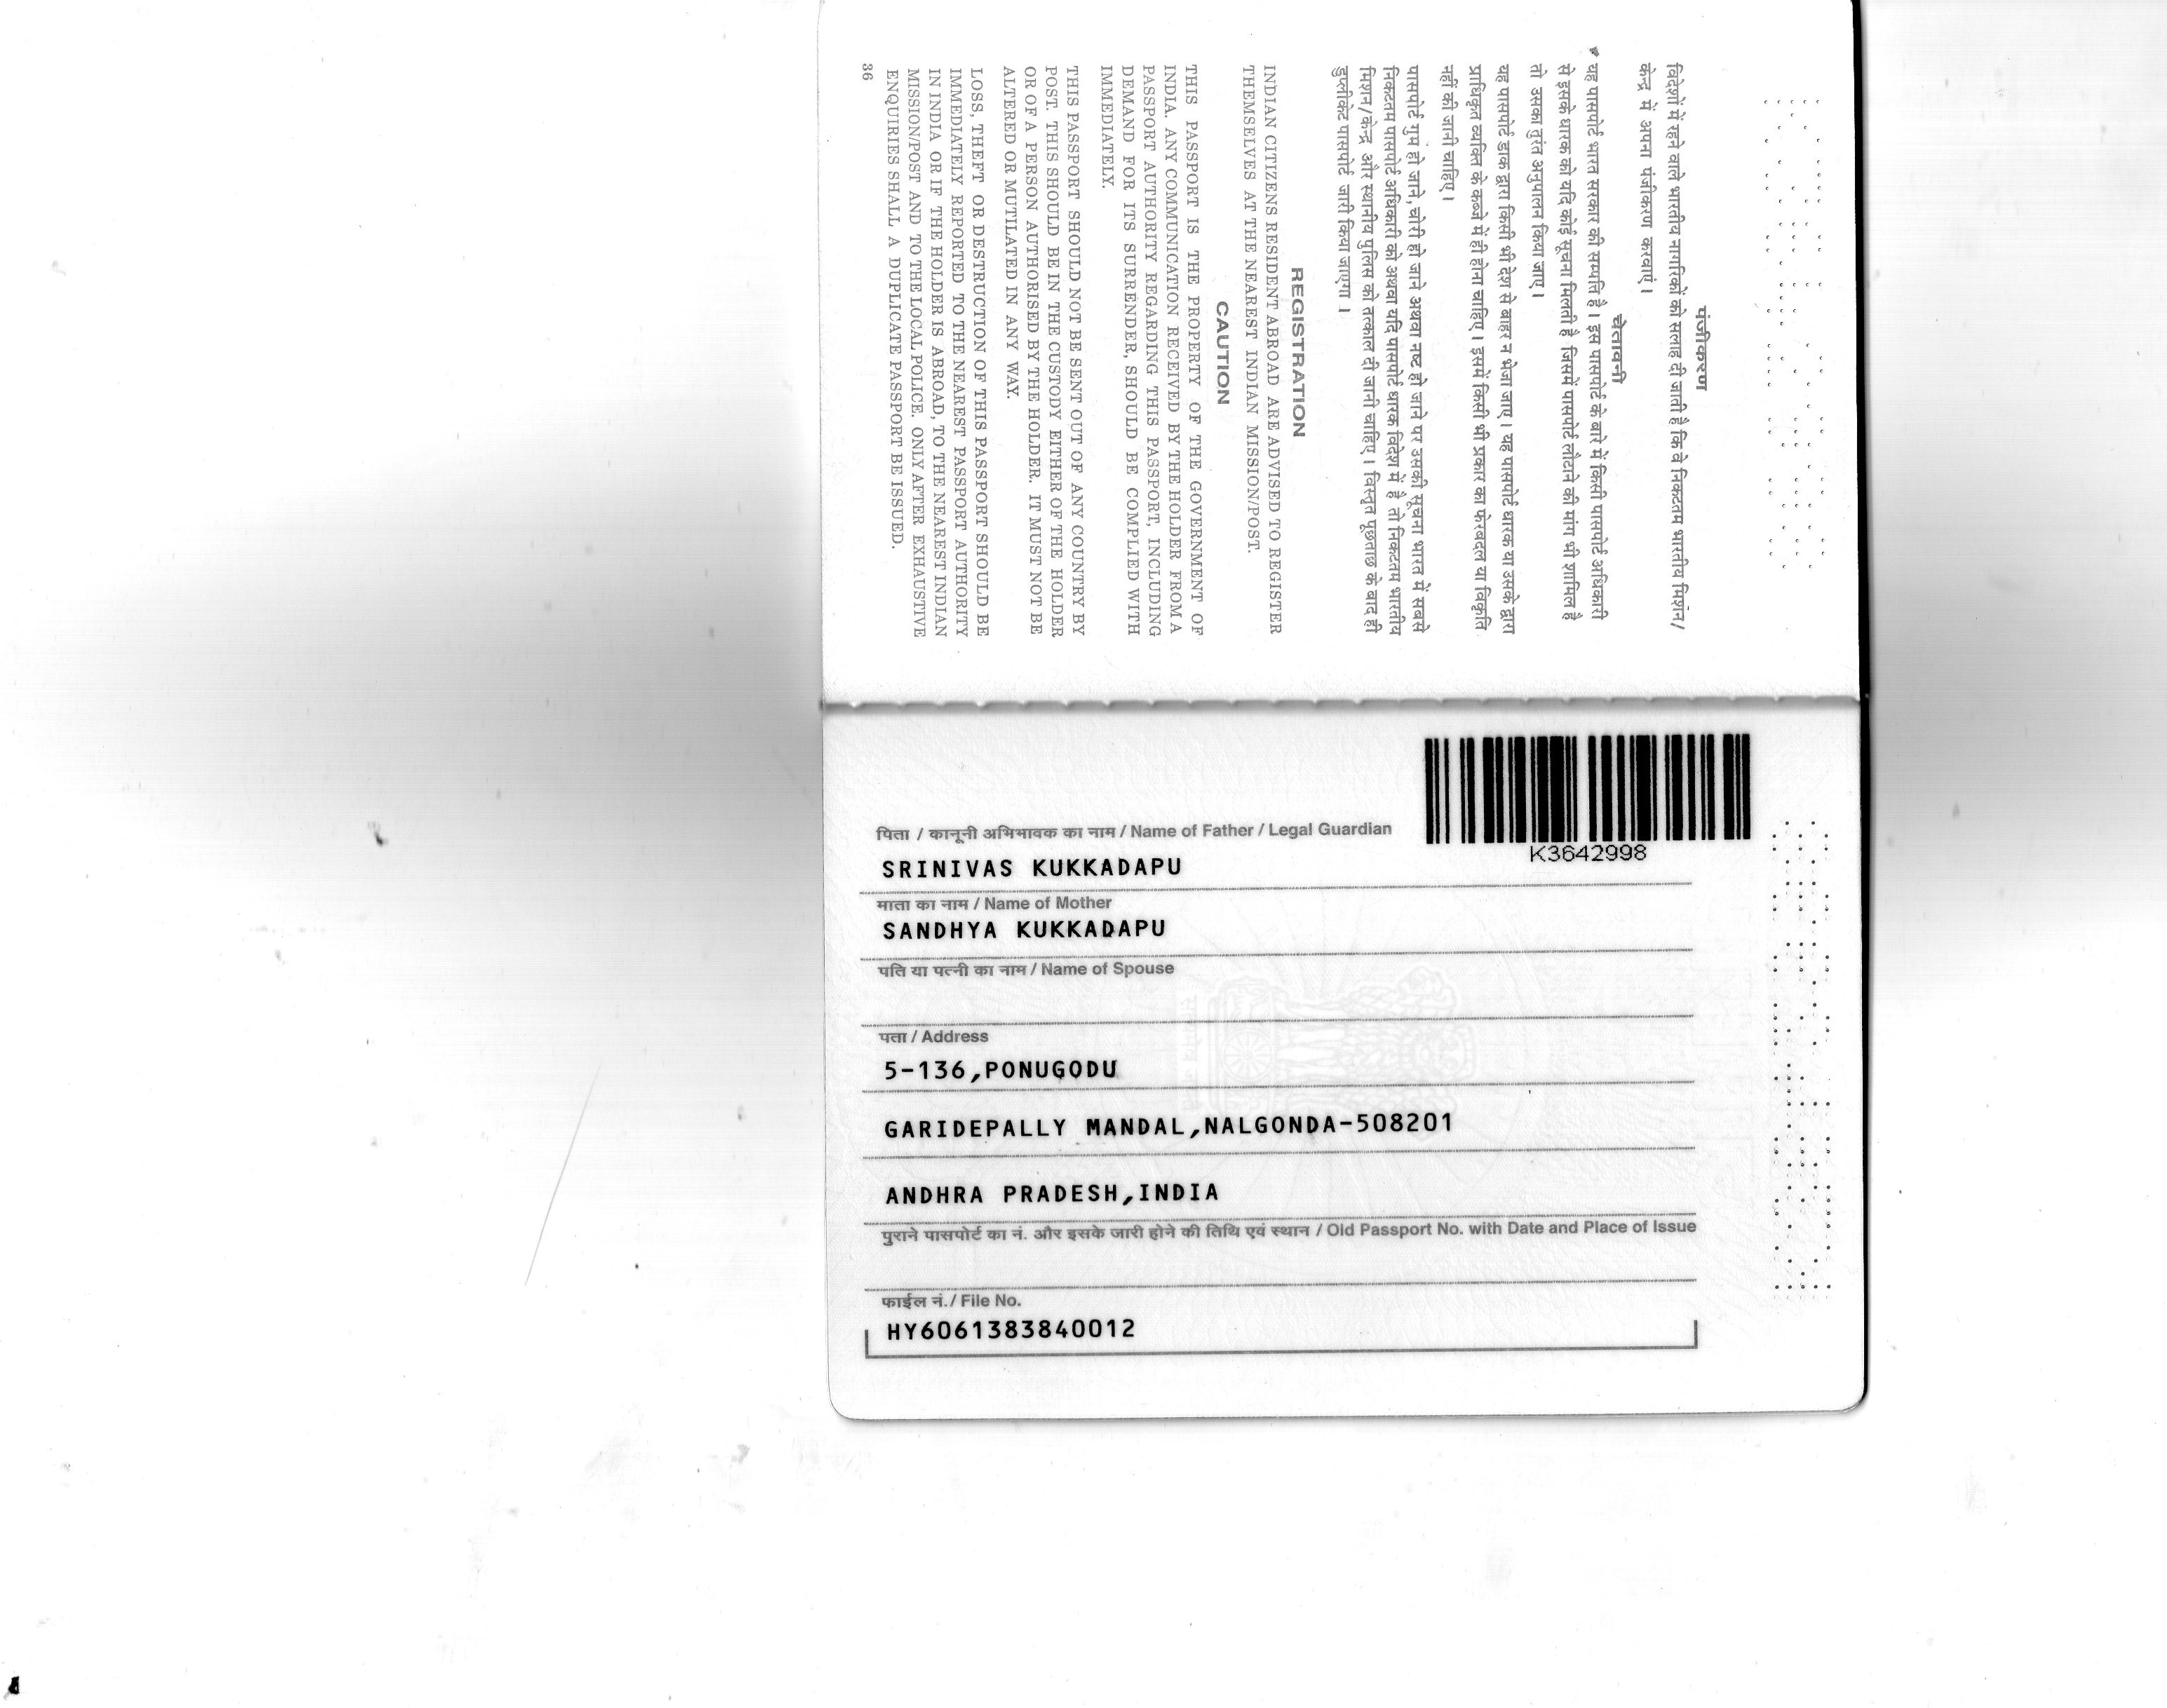 पंजीकरण
विदेशों में रहने वाले भारतीय नागरिकों को सलाह दी जाती है कि वे निकटतम भारतीय मिशन/
केन्द्र में अपना पंजीकरण करवाएं ।
चेतावनी
यह पासपोर्ट भारत सरकार की सम्पत्ति है । इस पासपोर्ट के बारे में किसी पासपोर्ट अधिकारी
से इसके धारक को यदि कोई सूचना मिलती है जिसमें पासपोर्ट लौटाने की मांग भी शामिल है
तो उसका तुरंत अनुपालन किया जाए ।
यह पासपोर्ट डाक द्वारा किसी भी देश से बाहर न भेजा जाए । यह पासपोर्ट धारक या उसके द्वारा
प्राधिकृत व्यक्ति के कब्जे में ही होना चाहिए । इसमें किसी भी प्रकार का फेरबदल या विकृति
नहीं की जानी चाहिए ।
पासपोर्ट गुम हो जाने, चोरी हो जाने अथवा नष्ट हो जाने पर उसकी सूचना भारत में सबसे
निकटतम पासपोर्ट अधिकारी को अथवा यदि पासपोर्ट धारक विदेश में है तो निकटतम भारतीय
मिशन/केन्द्र और स्थानीय पुलिस को तत्काल दी जानी चाहिए । विस्तृत पूछताछ के बाद ही
डुप्लीकेट पासपोर्ट जारी किया जाएगा ।
REGISTRATION
INDIAN CITIZENS RESIDENT ABROAD ARE ADVISED TO REGISTER
THEMSELVES AT THE NEAREST INDIAN MISSION/POST.
CAUTION
THIS PASSPORT IS THE PROPERTY OF THE GOVERNMENT OF
INDIA. ANY COMMUNICATION RECEIVED BY THE HOLDER FROM A
PASSPORT AUTHORITY REGARDING THIS PASSPORT, INCLUDING
DEMAND FOR ITS SURRENDER, SHOULD BE COMPLIED WITH
IMMEDIATELY.
THIS PASSPORT SHOULD NOT BE SENT OUT OF ANY COUNTRY BY
POST. THIS SHOULD BE IN THE CUSTODY EITHER OF THE HOLDER
OR OF A PERSON AUTHORISED BY THE HOLDER. IT MUST NOT BE
ALTERED OR MUTILATED IN ANY WAY.
LOSS, THEFT OR DESTRUCTION OF THIS PASSPORT SHOULD BE
IMMEDIATELY REPORTED TO THE NEAREST PASSPORT AUTHORITY
IN INDIA OR IF THE HOLDER IS ABROAD, TO THE NEAREST INDIAN
MISSION/POST AND TO THE LOCAL POLICE. ONLY AFTER EXHAUSTIVE
ENQUIRIES SHALL A DUPLICATE PASSPORT BE ISSUED.
36
K3642998
पिता / कानूनी अभिभावक का नाम / Name of Father / Legal Guardian
SRINIVAS KUKKADAPU
माता का नाम / Name of Mother
SANDHYA KUKKADAPU
पति या पत्नी का नाम / Name of Spouse
पता / Address
5-136,PONUGODU
GARIDEPALLY MANDAL,NALGONDA-508201
ANDHRA PRADESH,INDIA
पुराने पासपोर्ट का नं. और इसके जारी होने की तिथि एवं स्थान / Old Passport No. with Date and Place of Issue
फाईल नं./ File No.
HY6061383840012